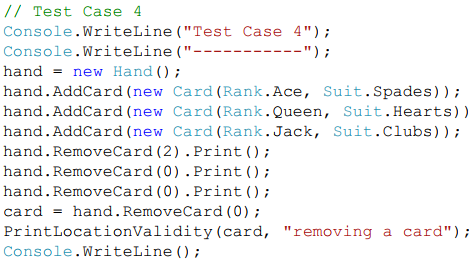 // Test Case 4
Console.WriteLine("Test Case 4");
Console.WriteLine("-----------");
hand = new Hand();
hand.AddCard(new Card(Rank.Ace, Suit.Spades));
hand.AddCard(new Card(Rank.Queen, Suit.Hearts))
hand.AddCard(new Card(Rank.Jack, Suit.Clubs));
hand.RemoveCard(2).Print();
hand.RemoveCard(0).Print();
hand.RemoveCard(0).Print();
card = hand.RemoveCard(0);
PrintLocationValidity(card, "removing a card");
Console.WriteLine();